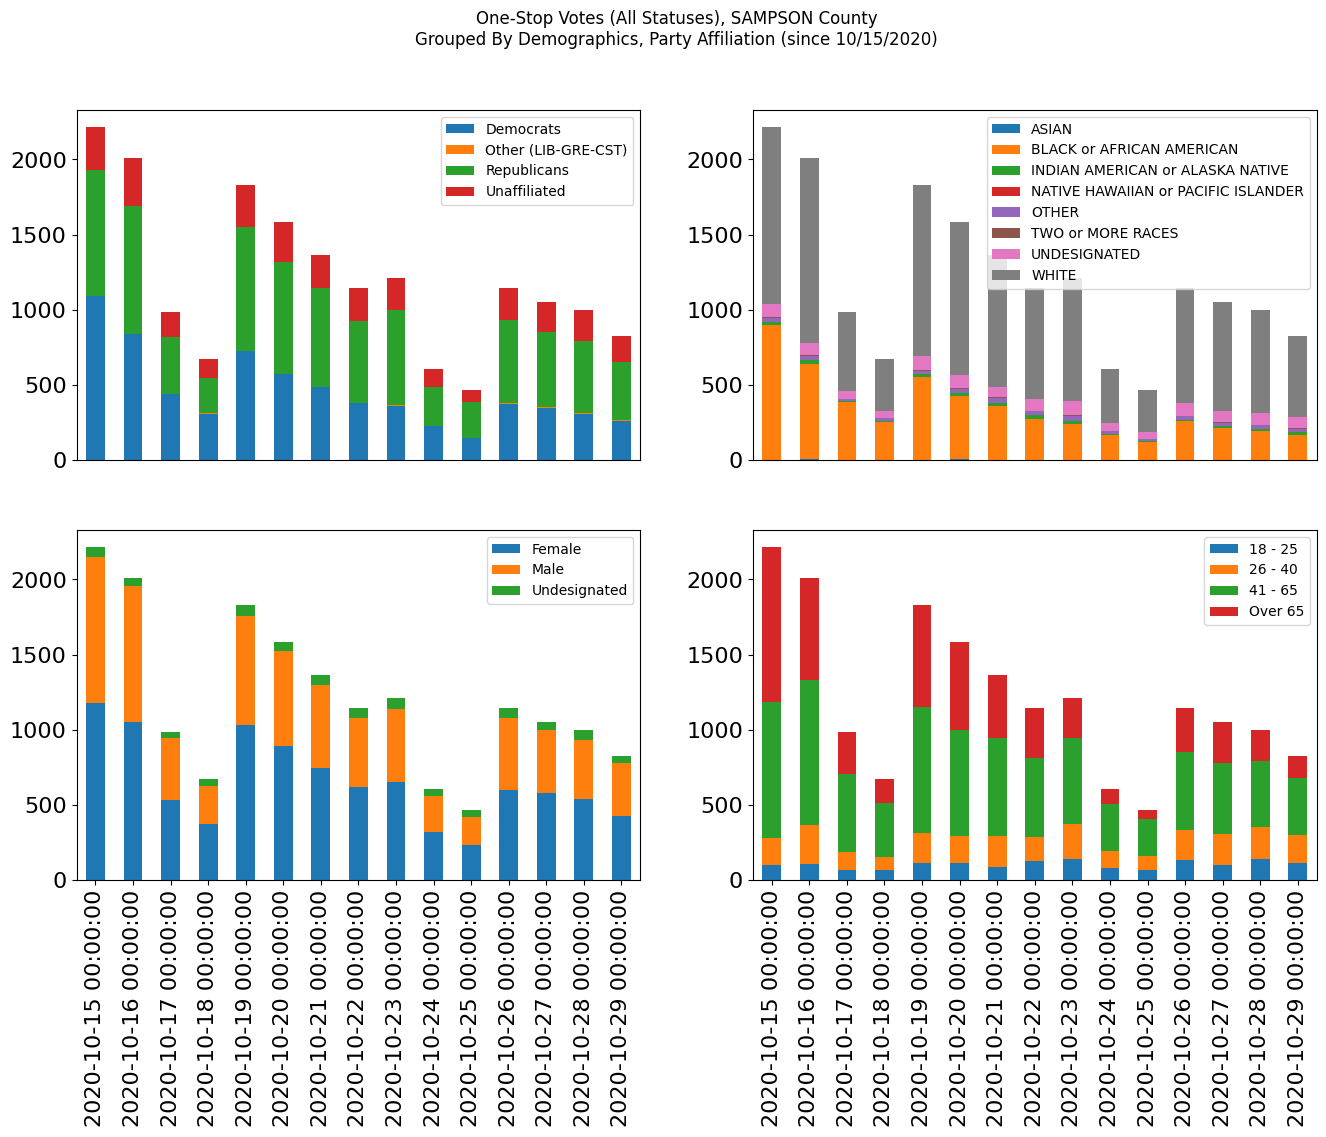 One-Stop Votes (All Statuses), SAMPSON County
Grouped By Demographics, Party Affiliation (since 10/15/2020)
2000
1500
1000
500
0
Democrats
Other (LIB-GRE-CST)
Republicans
Unaffiliated
2000
1500
1000
500
0
ASIAN
BLACK or AFRICAN AMERICAN
INDIAN AMERICAN or ALASKA NATIVE
NATIVE HAWAIIAN or PACIFIC ISLANDER
OTHER
TWO or MORE RACES
UNDESIGNATED
WHITE
2000
1500
1000
500
0
Female
Male
Undesignated
2020-10-15 00:00:00
2020-10-16 00:00:00
2020-10-17 00:00:00
2020-10-18 00:00:00
2020-10-19 00:00:00
2020-10-20 00:00:00
2020-10-21 00:00:00
2020-10-22 00:00:00
2020-10-23 00:00:00
2020-10-24 00:00:00
2020-10-25 00:00:00
2020-10-26 00:00:00
2020-10-27 00:00:00
2020-10-28 00:00:00
2020-10-29 00:00:00
2000
1500
1000
500
0
18 - 25
26 - 40
41 - 65
Over 65
2020-10-15 00:00:00
2020-10-16 00:00:00
2020-10-17 00:00:00
2020-10-18 00:00:00
2020-10-19 00:00:00
2020-10-20 00:00:00
2020-10-21 00:00:00
2020-10-22 00:00:00
2020-10-23 00:00:00
2020-10-24 00:00:00
2020-10-25 00:00:00
2020-10-26 00:00:00
2020-10-27 00:00:00
2020-10-28 00:00:00
2020-10-29 00:00:00